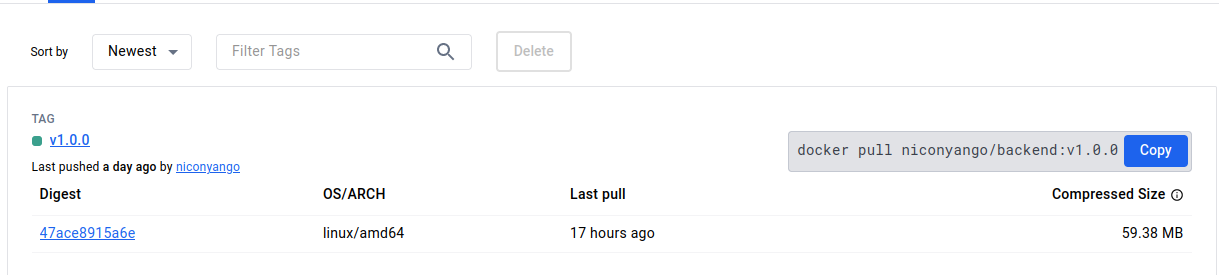 Sort by Newest Filter Tags Delete
TAG
v1.0.0
docker pull niconyango/backend:v1.0.0 Copy
Last pushed a day ago by niconyango
Digest OS/ARCH Last pull Compressed Size
47ace8915a6e linux/amd64 17 hours ago 59.38 MB